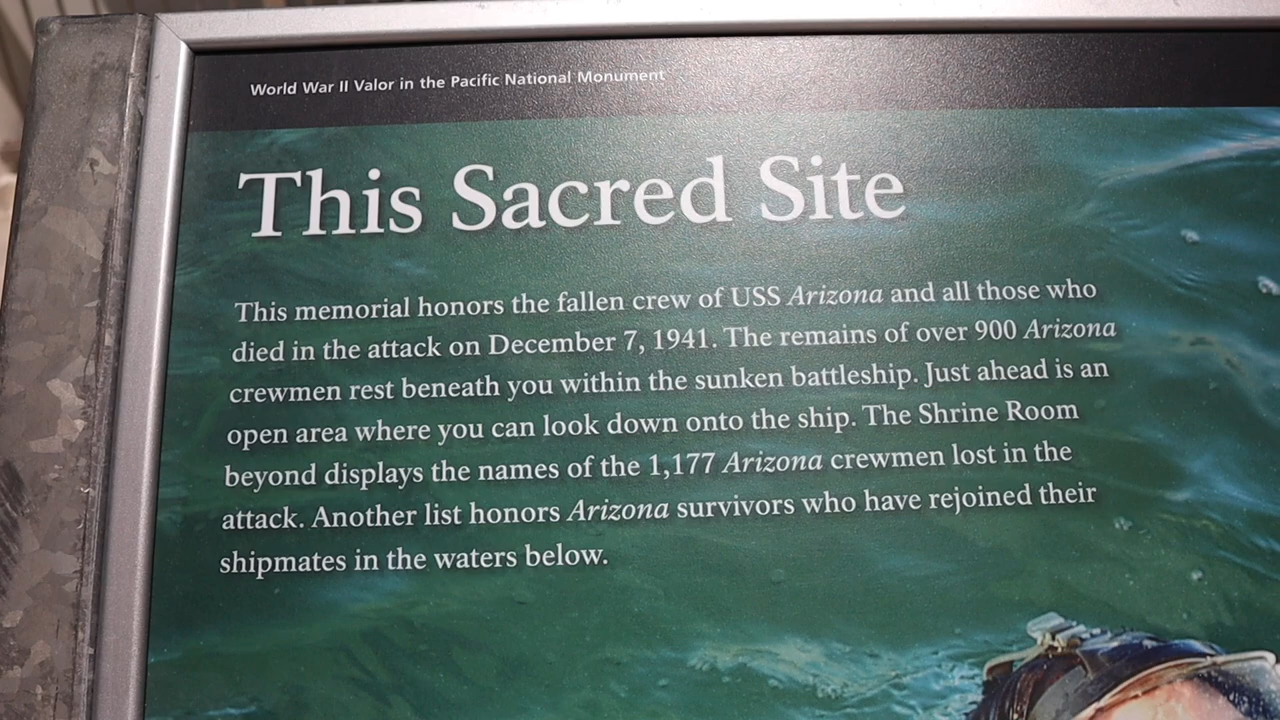 World War II Valor in the Pacific National Monument
This Sacred Site
This memorial honors the fallen crew of USS Arizona and all those who
died in the attack on December 7, 1941. The remains of over 900 Arizona
crewmen rest beneath you within the sunken battleship. Just ahead is an
open area where you can look down onto the ship. The Shrine Room
beyond displays the names of the 1,177 Arizona crewmen lost in the
attack. Another list honors Arizona survivors who have rejoined their
shipmates in the waters below.